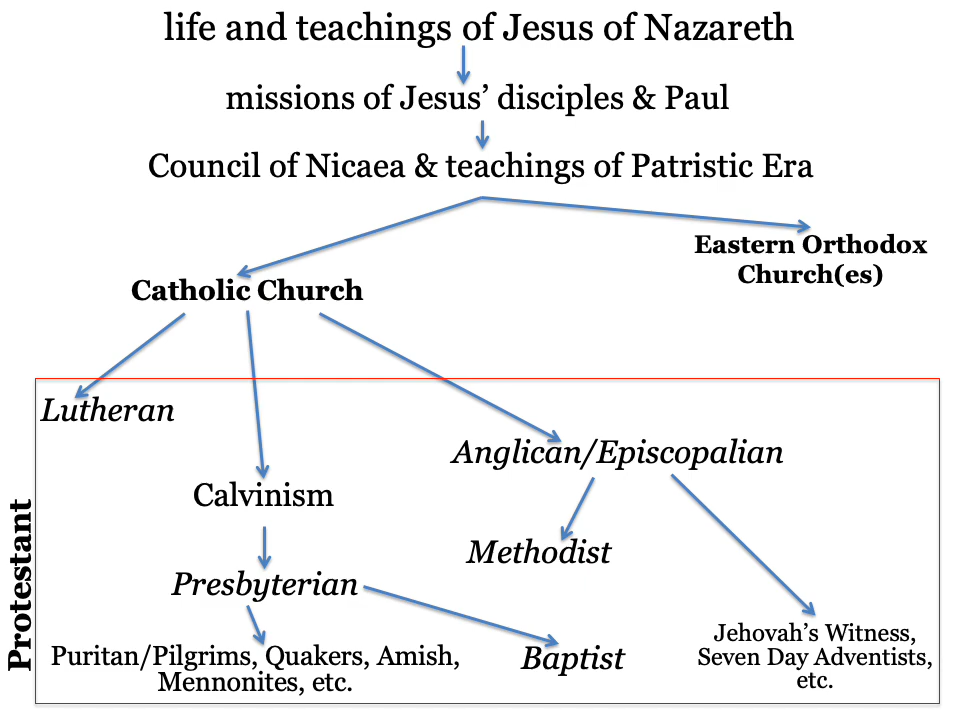 life and teachings of Jesus of Nazareth
missions of Jesus’ disciples & Paul
Council of Nicaea & teachings of Patristic Era
Eastern Orthodox
Church(es)
Catholic Church
Lutheran
Anglican/Episcopalian
Calvinism
Methodist
Presbyterian
Protestant
Puritan/Pilgrims, Quakers, Amish,
Mennonites, etc.
Baptist
Jehovah’s Witness,
Seven Day Adventists,
etc.